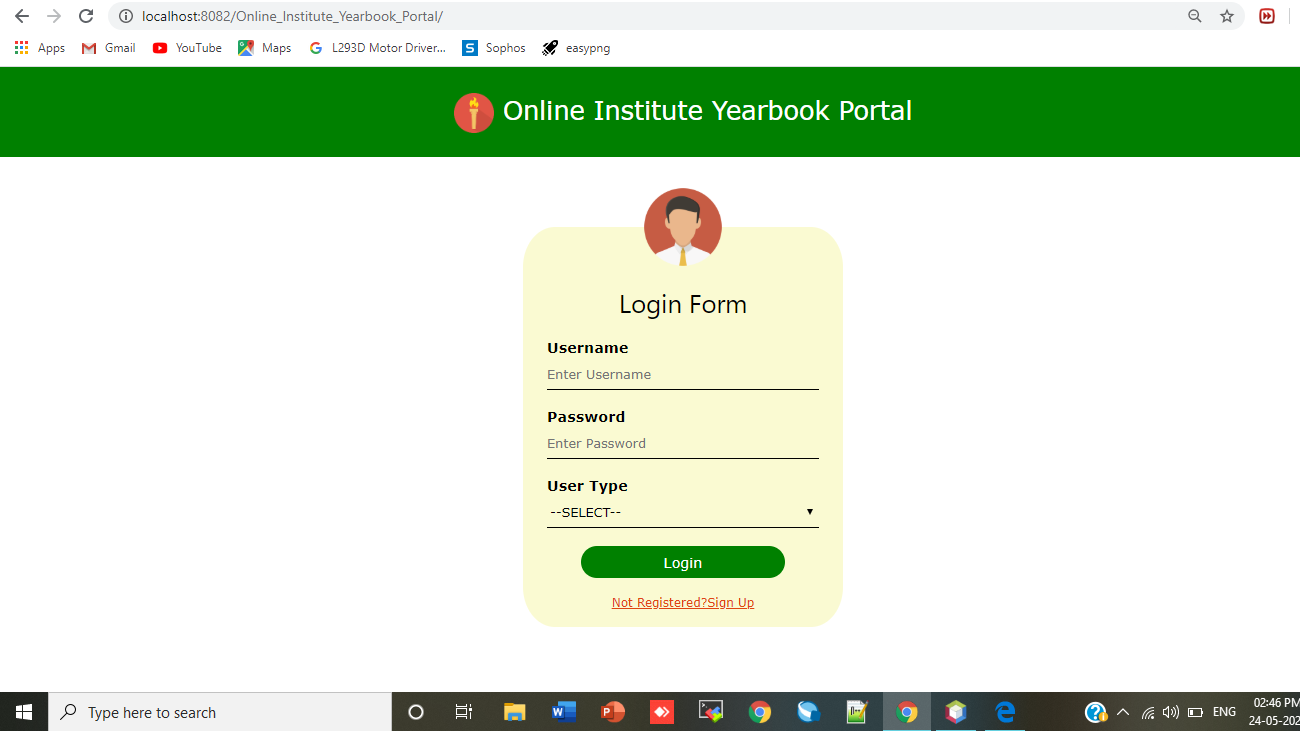 localhost:8082/Online_Institute_Yearbook_Portal/
Apps Gmail YouTube Maps L293D Motor Driver... Sophos easypng
Online Institute Yearbook Portal
Login Form
Username
Enter Username
Password
Enter Password
User Type
--SELECT--
Login
Not Registered?Sign Up
Type here to search
ENG
02:46 PM
24-05-202